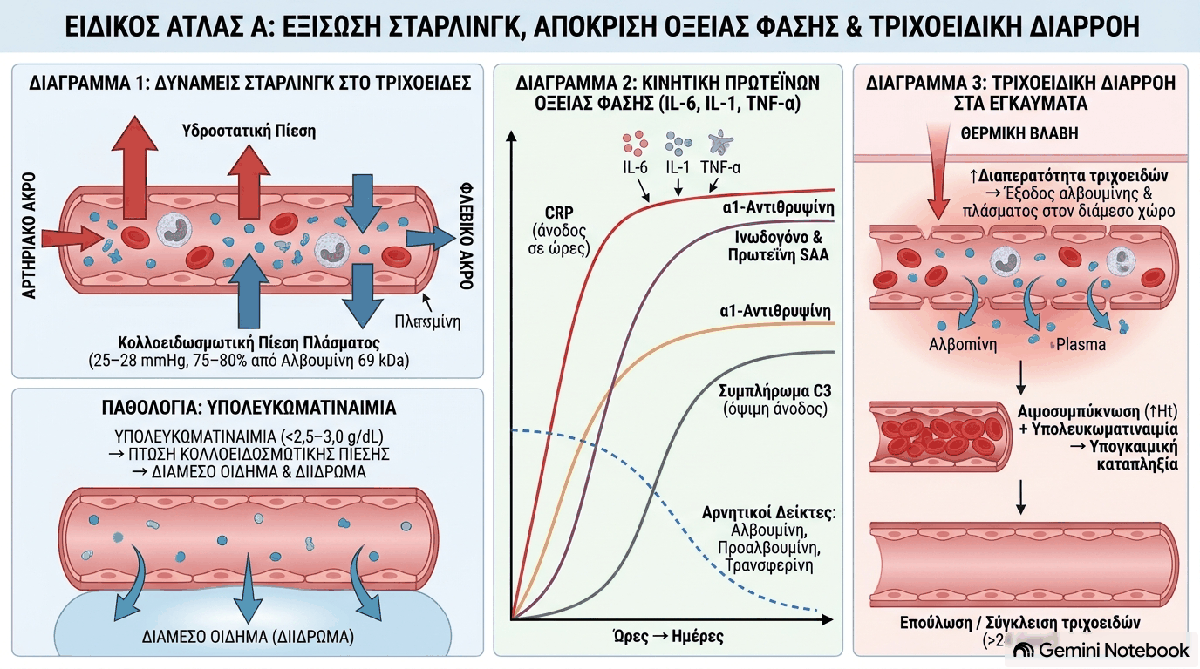 ΕΙΔΙΚΟΣ ΑΤΛΑΣ Α: ΕΞΙΣΩΣΗ ΣΤΑΡΛΙΝΓΚ, ΑΠΟΚΡΙΣΗ ΟΞΕΙΑΣ ΦΑΣΗΣ & ΤΡΙΧΟΕΙΔΙΚΗ ΔΙΑΡΡΟΗ
ΔΙΑΓΡΑΜΜΑ 1: ΔΥΝΑΜΕΙΣ ΣΤΑΡΛΙΝΓΚ ΣΤΟ ΤΡΙΧΟΕΙΔΕΣ
Υδροστατική Πίεση
ΑΡΤΗΡΙΑΚΟ ΑΚΡΟ
ΦΛΕΒΙΚΟ ΑΚΡΟ
Πλετσμίνη
Κολλοειδωσμωτική Πίεση Πλάσματος
(25–28 mmHg, 75–80% από Αλβουμίνη 69 kDa)
ΠΑΘΟΛΟΓΙΑ: ΥΠΟΛΕΥΚΩΜΑΤΙΝΑΙΜΙΑ
ΥΠΟΛΕΥΚΩΜΑΤΙΝΑΙΜΙΑ (<2,5–3,0 g/dL)
→ ΠΤΩΣΗ ΚΟΛΛΟΕΙΔΟΣΜΩΤΙΚΗΣ ΠΙΕΣΗΣ
→ ΔΙΑΜΕΣΟ ΟΙΔΗΜΑ & ΔΙΙΔΡΩΜΑ
ΔΙΑΜΕΣΟ ΟΙΔΗΜΑ (ΔΙΙΔΡΩΜΑ)
ΔΙΑΓΡΑΜΜΑ 2: ΚΙΝΗΤΙΚΗ ΠΡΩΤΕΪΝΩΝ
ΟΞΕΙΑΣ ΦΑΣΗΣ (IL-6, IL-1, TNF-α)
IL-6 IL-1 TNF-α
CRP
(άνοδος
σε ώρες)
α1-Αντιθρυψίνη
Ινωδογόνο &
Πρωτεΐνη SAA
α1-Αντιθρυψίνη
Συμπλήρωμα C3
(όψιμη άνοδος)
Αρνητικοί Δείκτες:
Αλβουμίνη,
Προαλβουμίνη,
Τρανσφερίνη
Ώρες → Ημέρες
ΔΙΑΓΡΑΜΜΑ 3: ΤΡΙΧΟΕΙΔΙΚΗ ΔΙΑΡΡΟΗ
ΣΤΑ ΕΓΚΑΥΜΑΤΑ
ΘΕΡΜΙΚΗ ΒΛΑΒΗ
↑Διαπερατότητα τριχοειδών
→ Έξοδος αλβουμίνης &
πλάσματος στον διάμεσο χώρο
Αλβοπίνη Plasma
Αιμοσυμπύκνωση (↑Ht)
+ Υπολευκωματιναιμία
→ Υπογκαιμική
καταπληξία
Επούλωση / Σύγκλειση τριχοειδών
Gemini Notebook